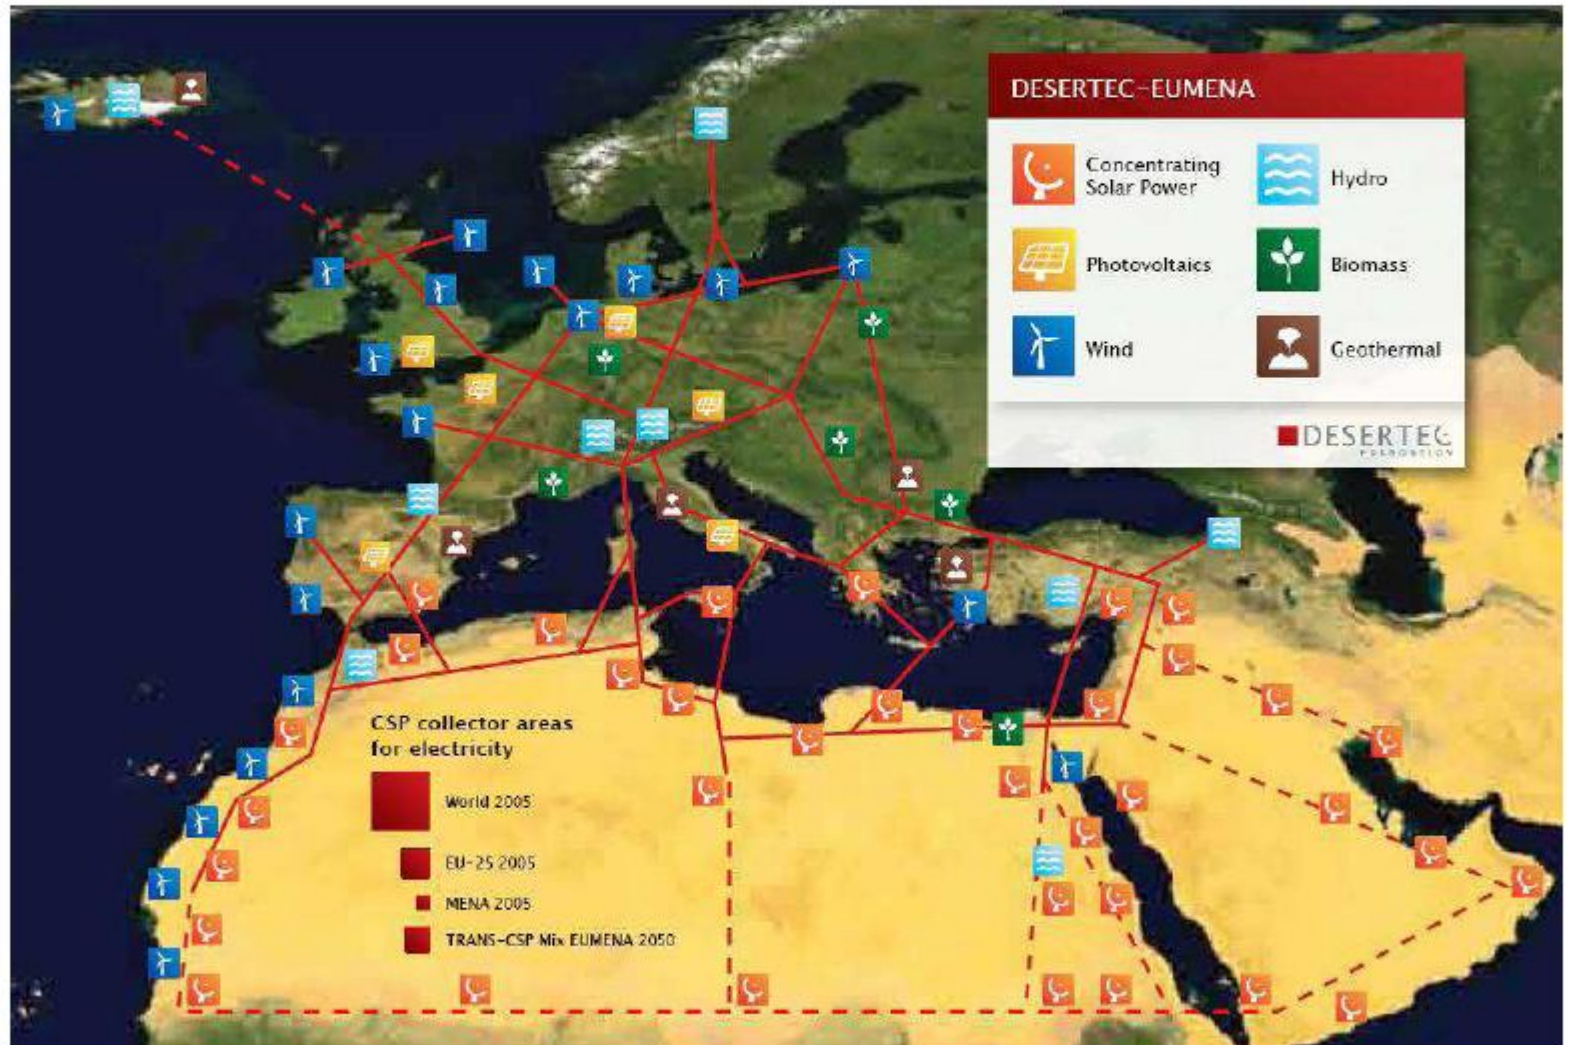 DESERTEC-EUMENA
Concentrating
Solar Power
Hydro
Photovoltaics
Biomass
Wind
Geothermal
DESERTEC
FOUNDATION
CSP collector areas
for electricity
World 2005
EU-25 2005
MENA 2005
TRANS-CSP Mix EUMENA 2050